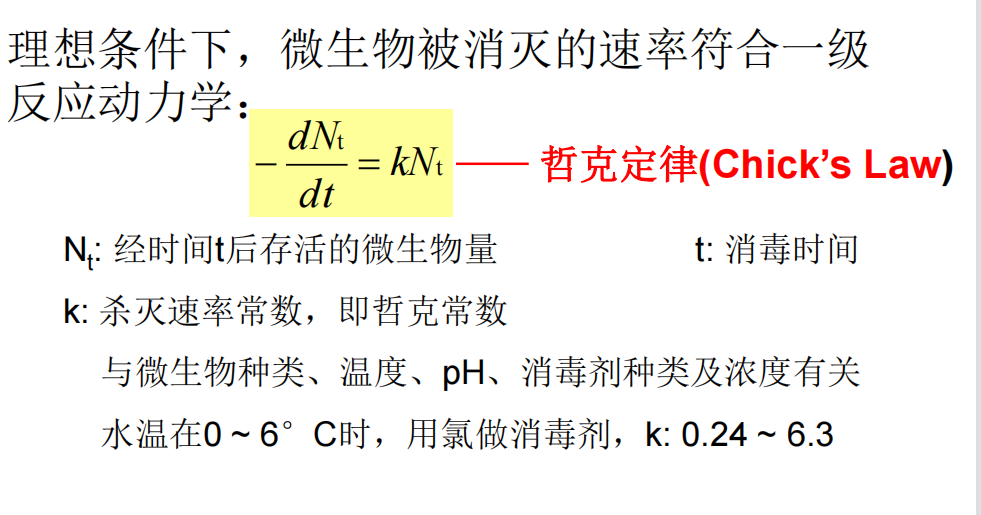 理想条件下，微生物被消灭的速率符合一级
反应动力学：
−dNt/dt = kNt —— 哲克定律(Chick’s Law)
Nt: 经时间t后存活的微生物量 t: 消毒时间
k: 杀灭速率常数，即哲克常数
与微生物种类、温度、pH、消毒剂种类及浓度有关
水温在0 ~ 6°C时，用氯做消毒剂，k: 0.24 ~ 6.3